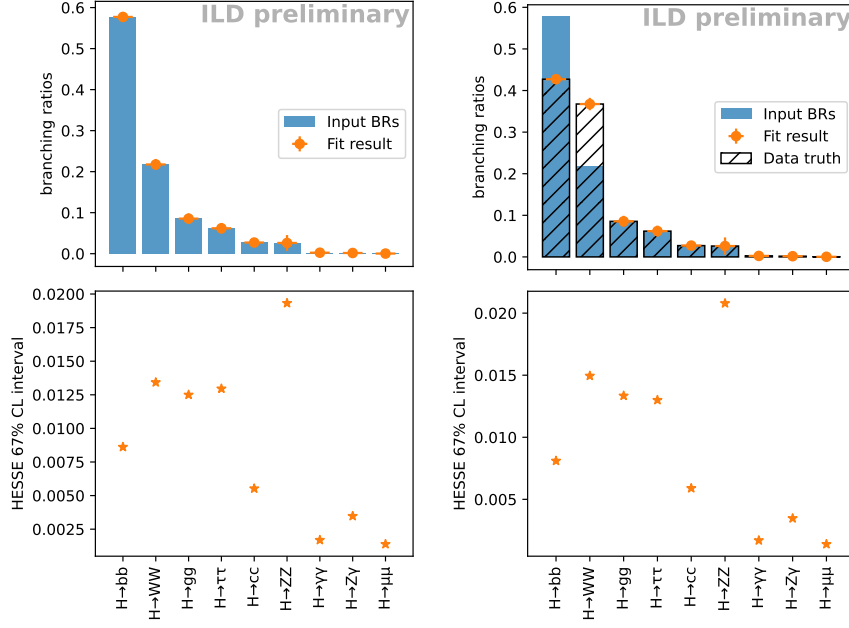 ILD preliminary
0.6
0.5
0.4
0.3
0.2
0.1
0.0
branching ratios
Input BRs
Fit result
0.0200
0.0175
0.0150
0.0125
0.0100
0.0075
0.0050
0.0025
HESSE 67% CL interval
H→bb
H→WW
H→gg
H→ττ
H→cc
H→ZZ
H→γγ
H→Zγ
H→μμ
ILD preliminary
0.6
0.5
0.4
0.3
0.2
0.1
0.0
branching ratios
Input BRs
Fit result
Data truth
0.020
0.015
0.010
0.005
HESSE 67% CL interval
H→bb
H→WW
H→gg
H→ττ
H→cc
H→ZZ
H→γγ
H→Zγ
H→μμ